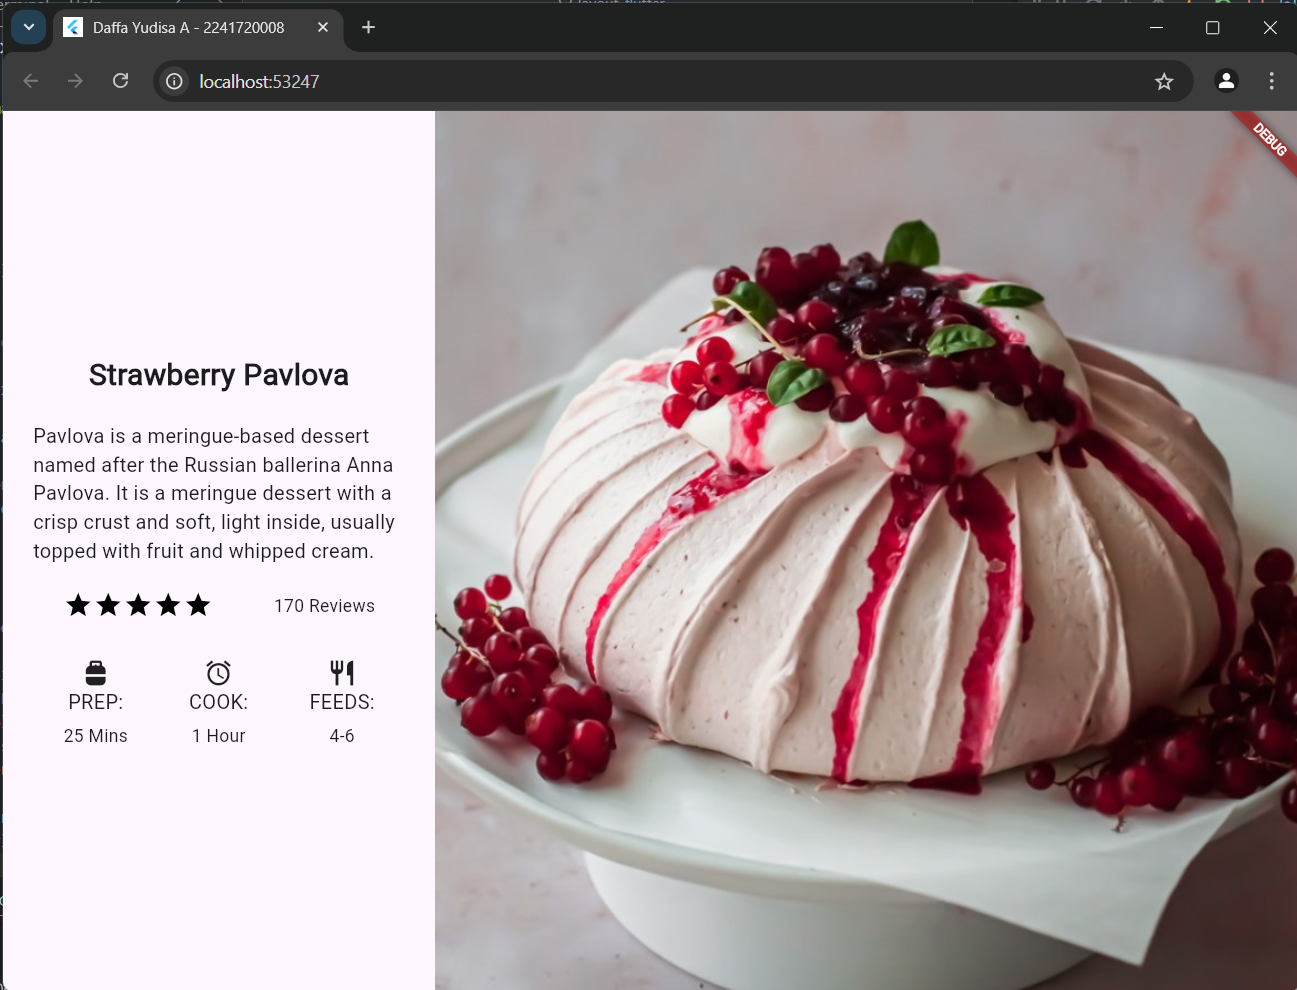 Daffa Yudisa A - 2241720008
localhost:53247
DEBUG
Strawberry Pavlova
Pavlova is a meringue-based dessert
named after the Russian ballerina Anna
Pavlova. It is a meringue dessert with a
crisp crust and soft, light inside, usually
topped with fruit and whipped cream.
170 Reviews
PREP: COOK: FEEDS:
25 Mins 1 Hour 4-6